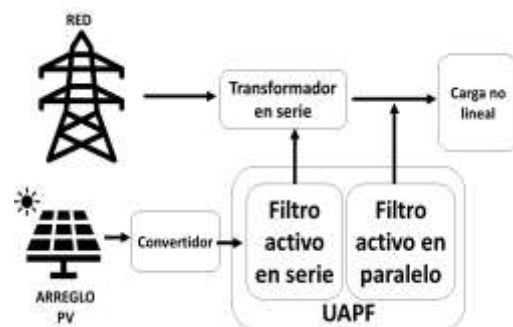 RED
Transformador
en serie
Carga no
lineal
Convertidor
Filtro
activo
en serie
Filtro
activo en
paralelo
UAPF
ARREGLO
PV